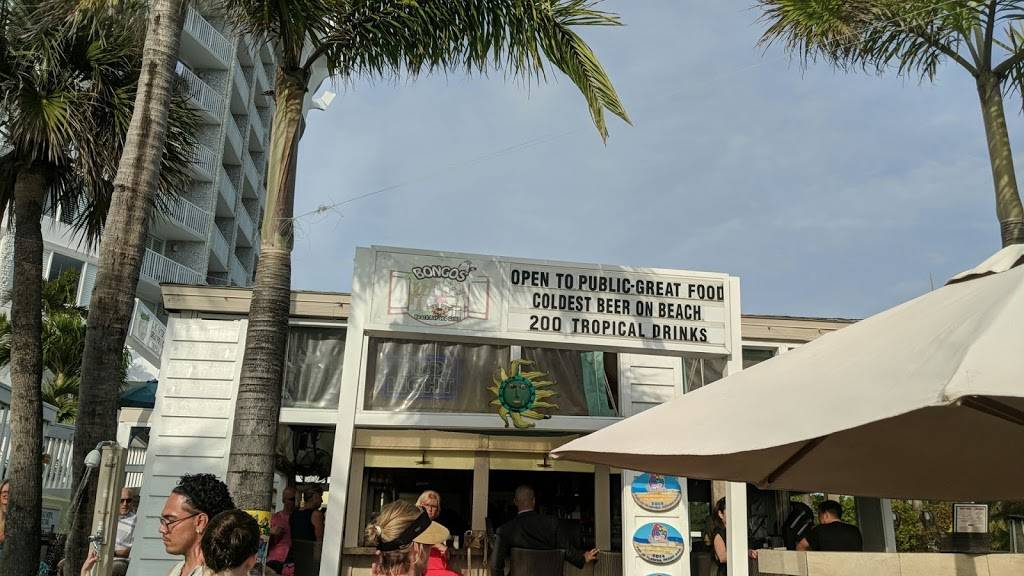 BONGOS
OPEN TO PUBLIC-GREAT FOOD
COLDEST BEER ON BEACH
200 TROPICAL DRINKS